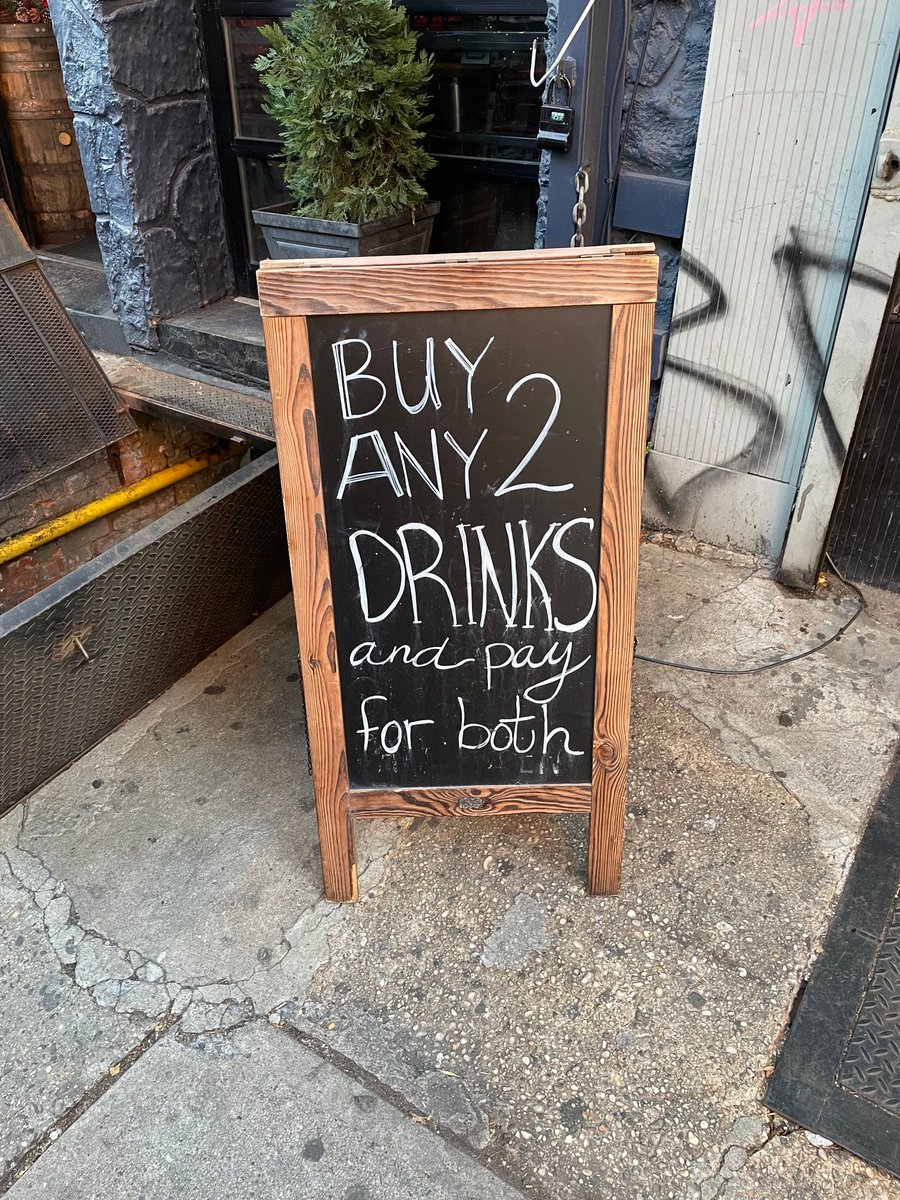 BUY
ANY 2
DRINKS
and pay
for both